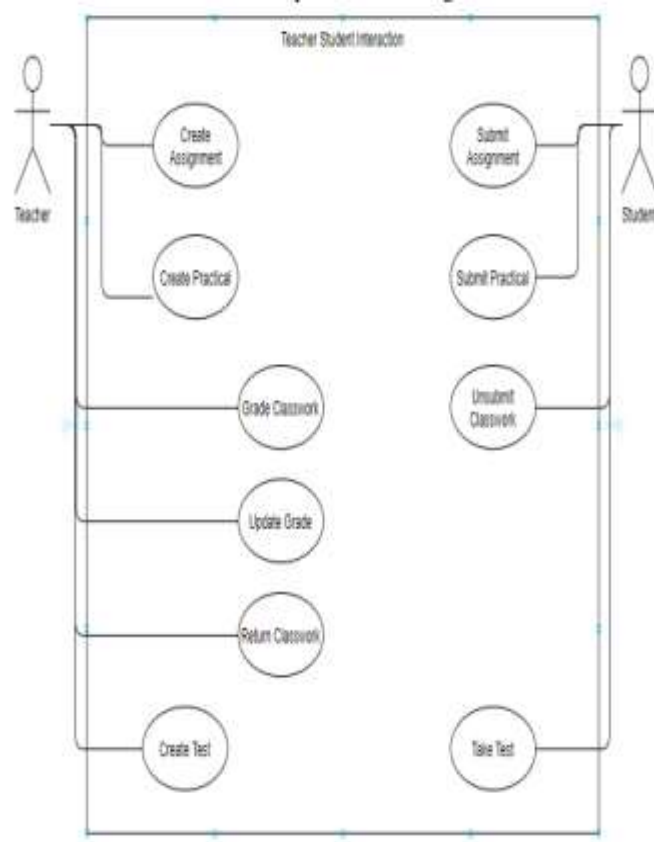 Teacher Student Interaction
Create
Assignment
Submit
Assignment
Teacher
Student
Create Practical
Submit Practical
Grade Classwork
Unsubmit
Classwork
Update Grade
Return Classwork
Create Test
Take Test